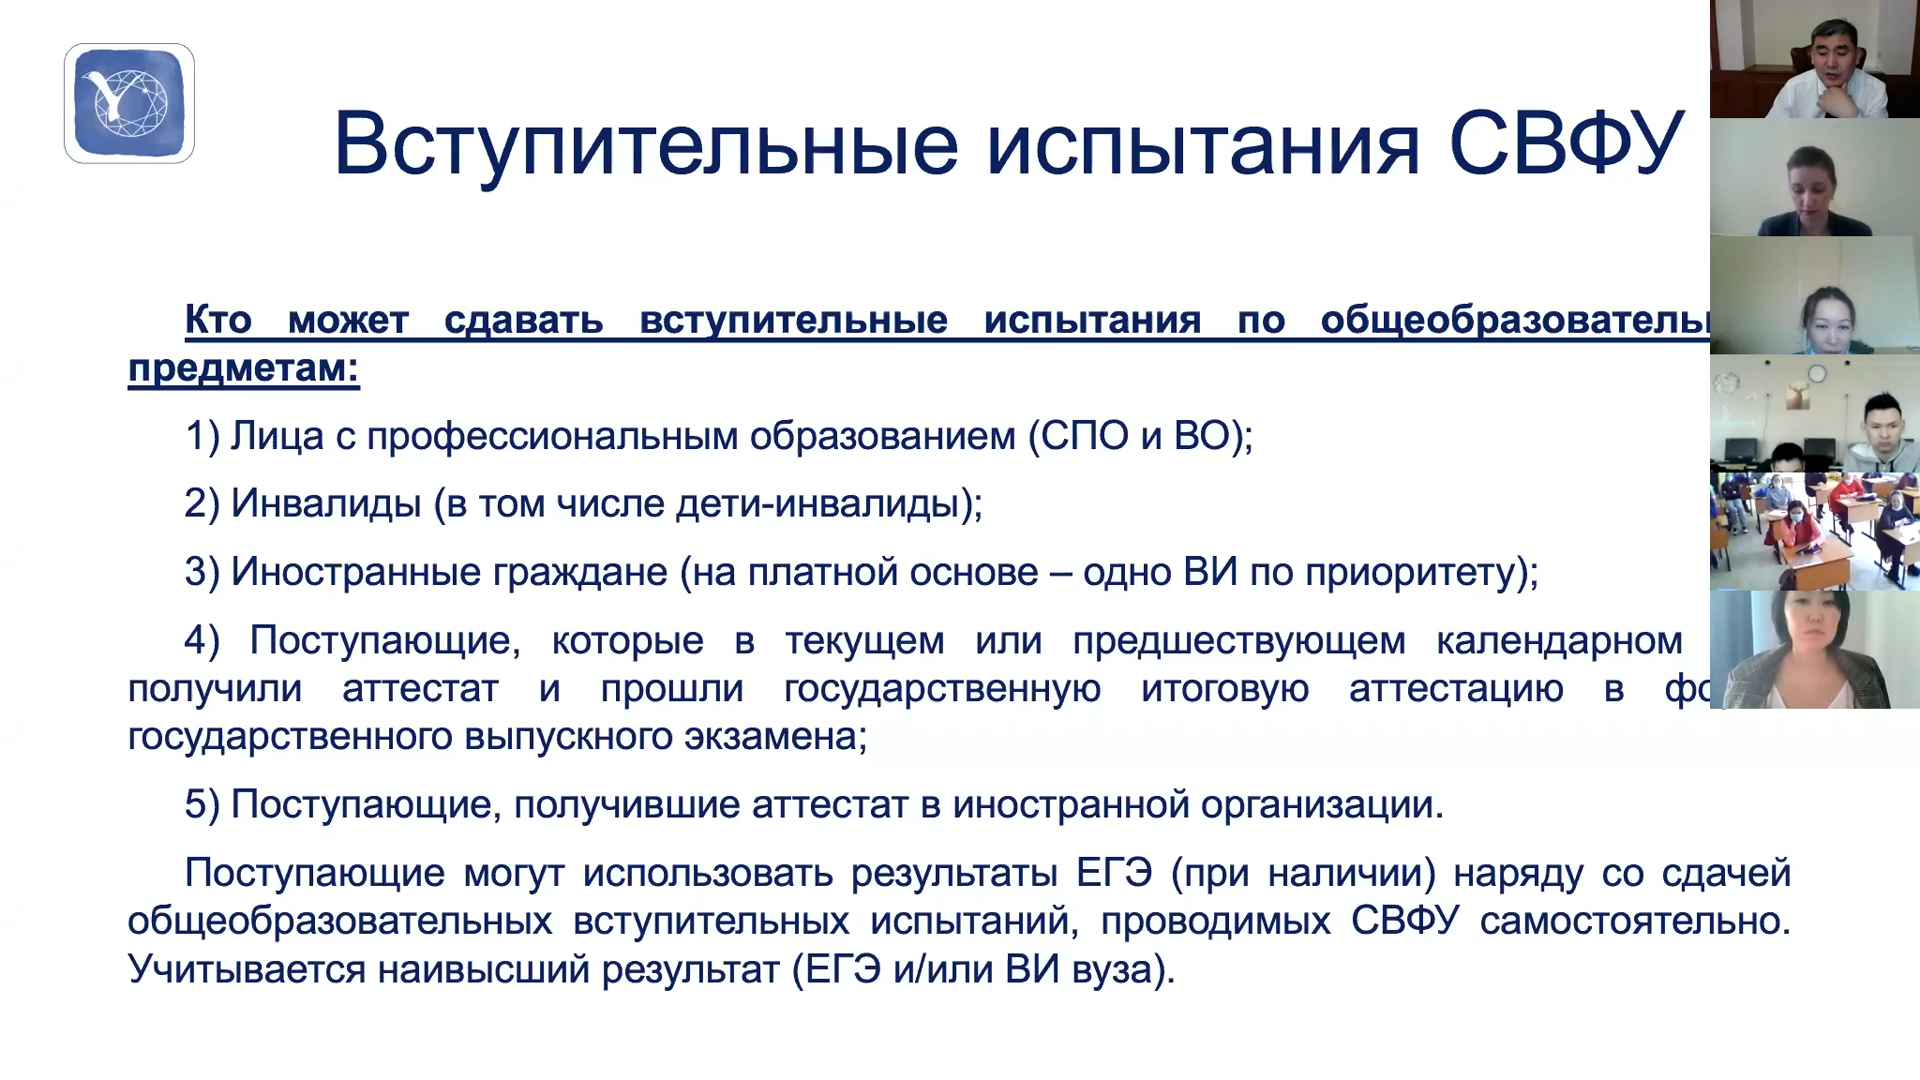 Вступительные испытания СВФУ
Кто может сдавать вступительные испытания по
предметам:
1) Лица с профессиональным образованием (СПО и ВО);
2) Инвалиды (в том числе дети-инвалиды);
3) Иностранные граждане (на платной основе – одно ВИ по приоритету);
4) Поступающие, которые в текущем или предшествующем календарном
получили аттестат и прошли государственную итоговую аттестацию в
государственного выпускного экзамена;
5) Поступающие, получившие аттестат в иностранной организации.
Поступающие могут использовать результаты ЕГЭ (при наличии) наряду со сдачей
общеобразовательных вступительных испытаний, проводимых СВФУ самостоятельно.
Учитывается наивысший результат (ЕГЭ и/или ВИ вуза).